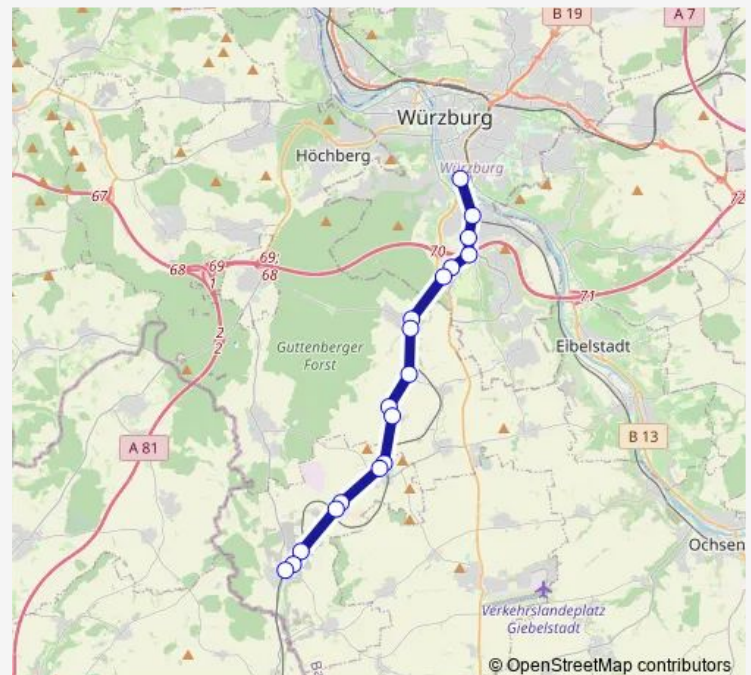 B 19
A 7
Würzburg
Höchberg
Würzburg
67
72
70
69;
68
69
68
1
71
2
2
Guttenberger
Forst
Eibelstadt
A 81
B 13
Ochsen
Verkehrslandeplatz
Giebelstadt
© OpenStreetMap contributors